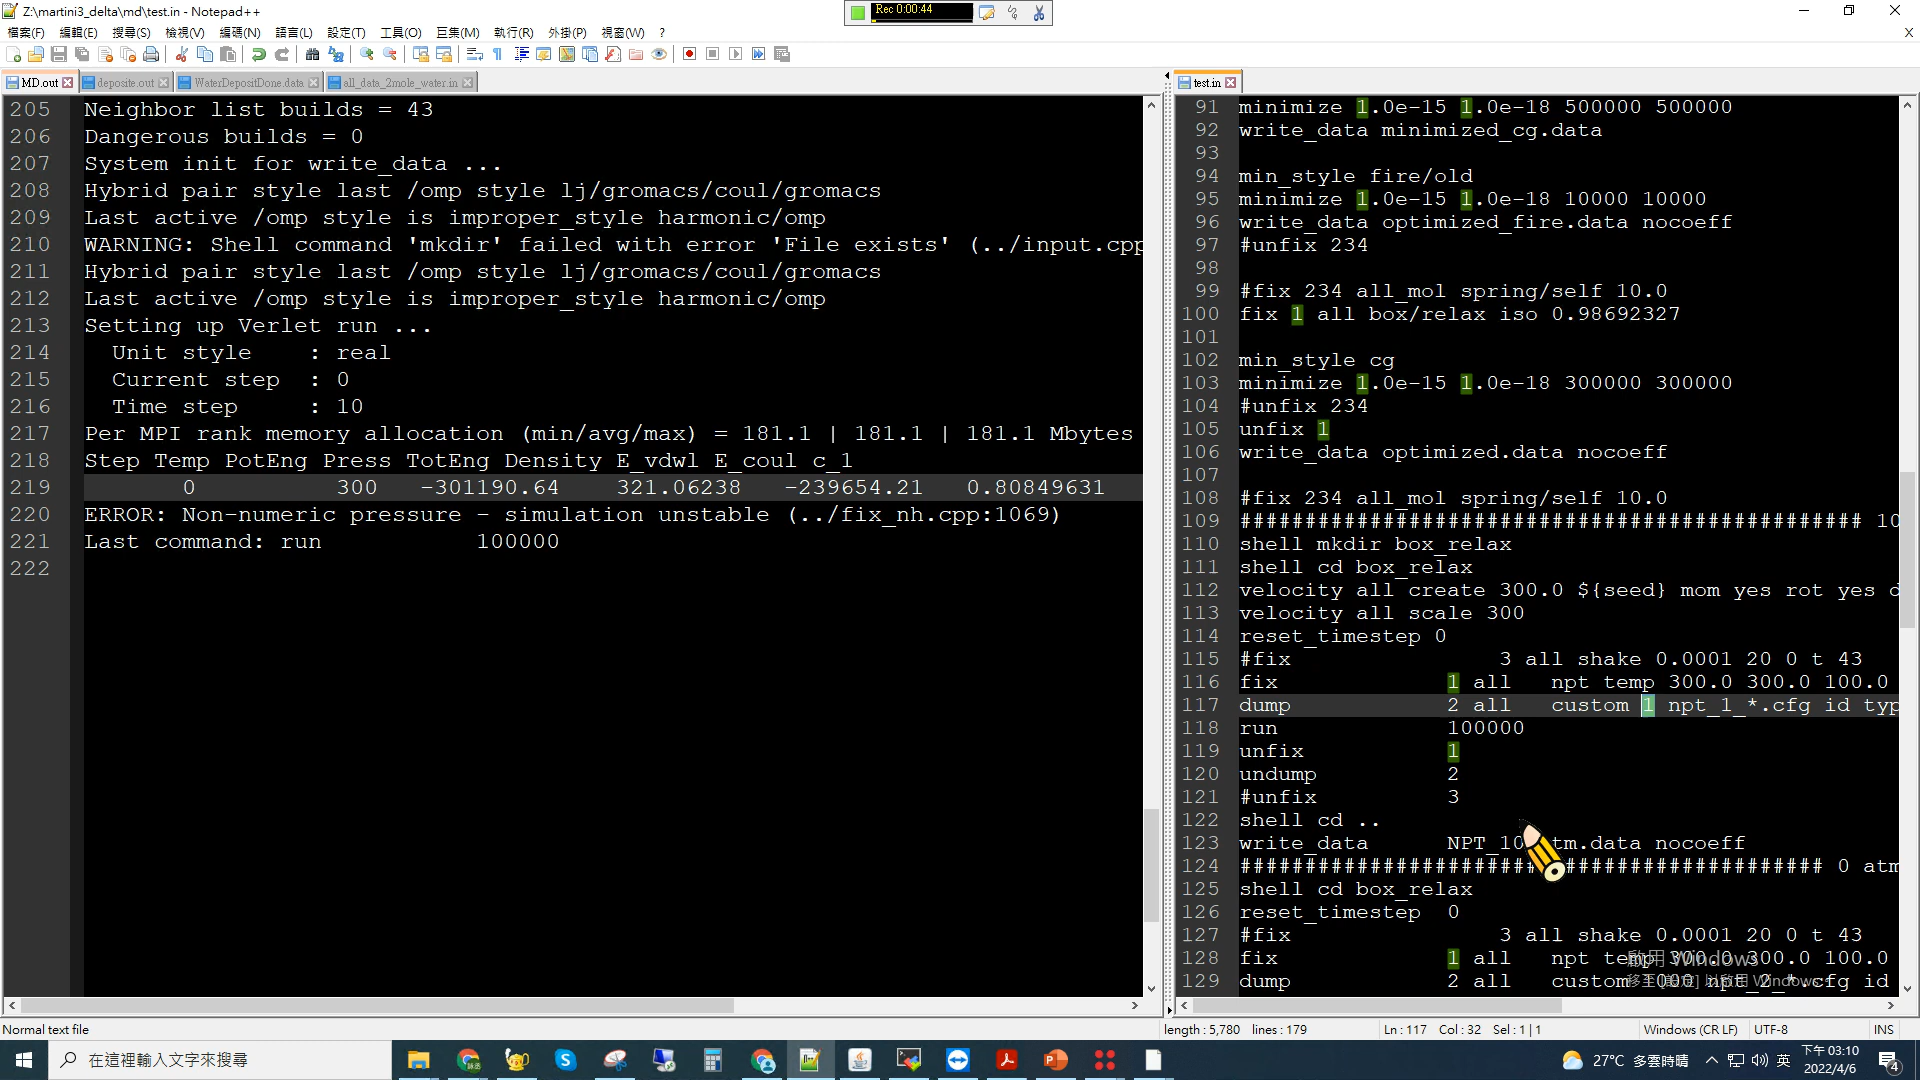 Z:\martini3_delta\md\test.in - Notepad++
Rec 0:00:44
檔案(F) 編輯(E) 搜尋(S) 檢視(V) 編碼(N) 語言(L) 設定(T) 工具(O) 巨集(M) 執行(R) 外掛(P) 視窗(W) ? X
MD.out deposite.out WaterDepositDone.data all_data_2mole_water.in
205 Neighbor list builds = 43
206 Dangerous builds = 0
207 System init for write_data ...
208 Hybrid pair style last /omp style lj/gromacs/coul/gromacs
209 Last active /omp style is improper_style harmonic/omp
210 WARNING: Shell command 'mkdir' failed with error 'File exists' (../input.cpp
211 Hybrid pair style last /omp style lj/gromacs/coul/gromacs
212 Last active /omp style is improper_style harmonic/omp
213 Setting up Verlet run ...
214 Unit style : real
215 Current step : 0
216 Time step : 10
217 Per MPI rank memory allocation (min/avg/max) = 181.1 | 181.1 | 181.1 Mbytes
218 Step Temp PotEng Press TotEng Density E_vdwl E_coul c_1
219 0 300 -301190.64 321.06238 -239654.21 0.80849631
220 ERROR: Non-numeric pressure - simulation unstable (../fix_nh.cpp:1069)
221 Last command: run 100000
222
test.in
91 minimize 1.0e-15 1.0e-18 500000 500000
92 write_data minimized_cg.data
93
94 min_style fire/old
95 minimize 1.0e-15 1.0e-18 10000 10000
96 write_data optimized_fire.data nocoeff
97 #unfix 234
98
99 #fix 234 all_mol spring/self 10.0
100 fix 1 all box/relax iso 0.98692327
101
102 min_style cg
103 minimize 1.0e-15 1.0e-18 300000 300000
104 #unfix 234
105 unfix 1
106 write_data optimized.data nocoeff
107
108 #fix 234 all_mol spring/self 10.0
109 ################################################ 10
110 shell mkdir box_relax
111 shell cd box_relax
112 velocity all create 300.0 ${seed} mom yes rot yes d
113 velocity all scale 300
114 reset_timestep 0
115 #fix 3 all shake 0.0001 20 0 t 43
116 fix 1 all npt temp 300.0 300.0 100.0
117 dump 2 all custom 1 npt_1_*.cfg id typ
118 run 100000
119 unfix 1
120 undump 2
121 #unfix 3
122 shell cd ..
123 write_data NPT_10 tm.data nocoeff
124 ############################################# 0 atm
125 shell cd box_relax
126 reset_timestep 0
127 #fix 3 all shake 0.0001 20 0 t 43
128 fix 1 all npt temp 300.0 300.0 100.0
129 dump 2 all custom 1000 npt_2_*.cfg id
啟用 Windows
移至 [設定] 以啟用 Windows。
Normal text file length : 5,780 lines : 179 Ln : 117 Col : 32 Sel : 1 | 1 Windows (CR LF) UTF-8 INS
在這裡輸入文字來搜尋
27°C 多雲時晴 英 下午 03:10
2022/4/6
4